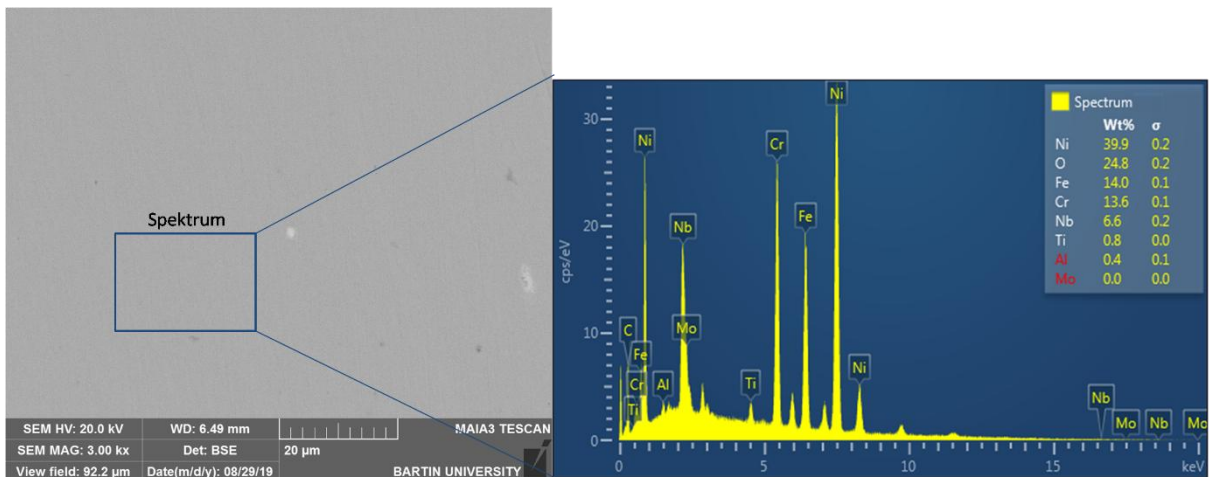 Spektrum
SEM HV: 20.0 kV WD: 6.49 mm MAIA3 TESCAN
SEM MAG: 3.00 kx Det: BSE 20 µm
View field: 92.2 µm Date(m/d/y): 08/29/19 BARTIN UNIVERSITY
cps/eV
30
20
10
0
0 5 10 15 keV
Ni
Ni
Cr
Fe
Nb
Mo
C
Fe
Cr
Ti
Al
Ti
Ni
Nb
Mo
Nb
Mo
Spectrum
Wt% σ
Ni 39.9 0.2
O 24.8 0.2
Fe 14.0 0.1
Cr 13.6 0.1
Nb 6.6 0.2
Ti 0.8 0.0
Al 0.4 0.1
Mo 0.0 0.0